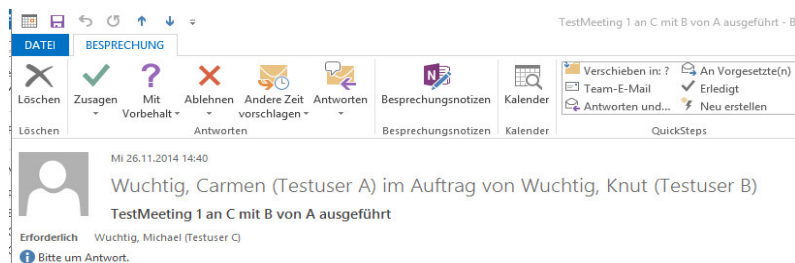 TestMeeting 1 an C mit B von A ausgeführt - B
DATEI BESPRECHUNG
Löschen Zusagen Mit Vorbehalt Ablehnen Andere Zeit vorschlagen Antworten Besprechungsnotizen Kalender
Verschieben in: ? An Vorgesetzte(n)
Team-E-Mail Erledigt
Antworten und... Neu erstellen
Löschen Antworten Besprechungsnotizen Kalender QuickSteps
Mi 26.11.2014 14:40
Wuchtig, Carmen (Testuser A) im Auftrag von Wuchtig, Knut (Testuser B)
TestMeeting 1 an C mit B von A ausgeführt
Erforderlich Wuchtig, Michael (Testuser C)
Bitte um Antwort.